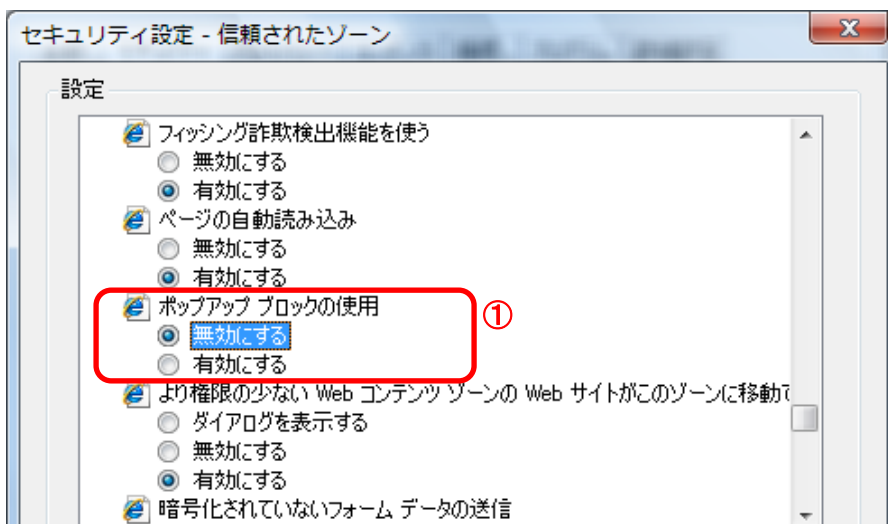 セキュリティ設定 - 信頼されたゾーン
設定
フィッシング詐欺検出機能を使う
無効にする
有効にする
ページの自動読み込み
無効にする
有効にする
ポップアップ ブロックの使用
①
無効にする
有効にする
より権限の少ない Web コンテンツ ゾーンの Web サイトがこのゾーンに移動
ダイアログを表示する
無効にする
有効にする
暗号化されていないフォーム データの送信